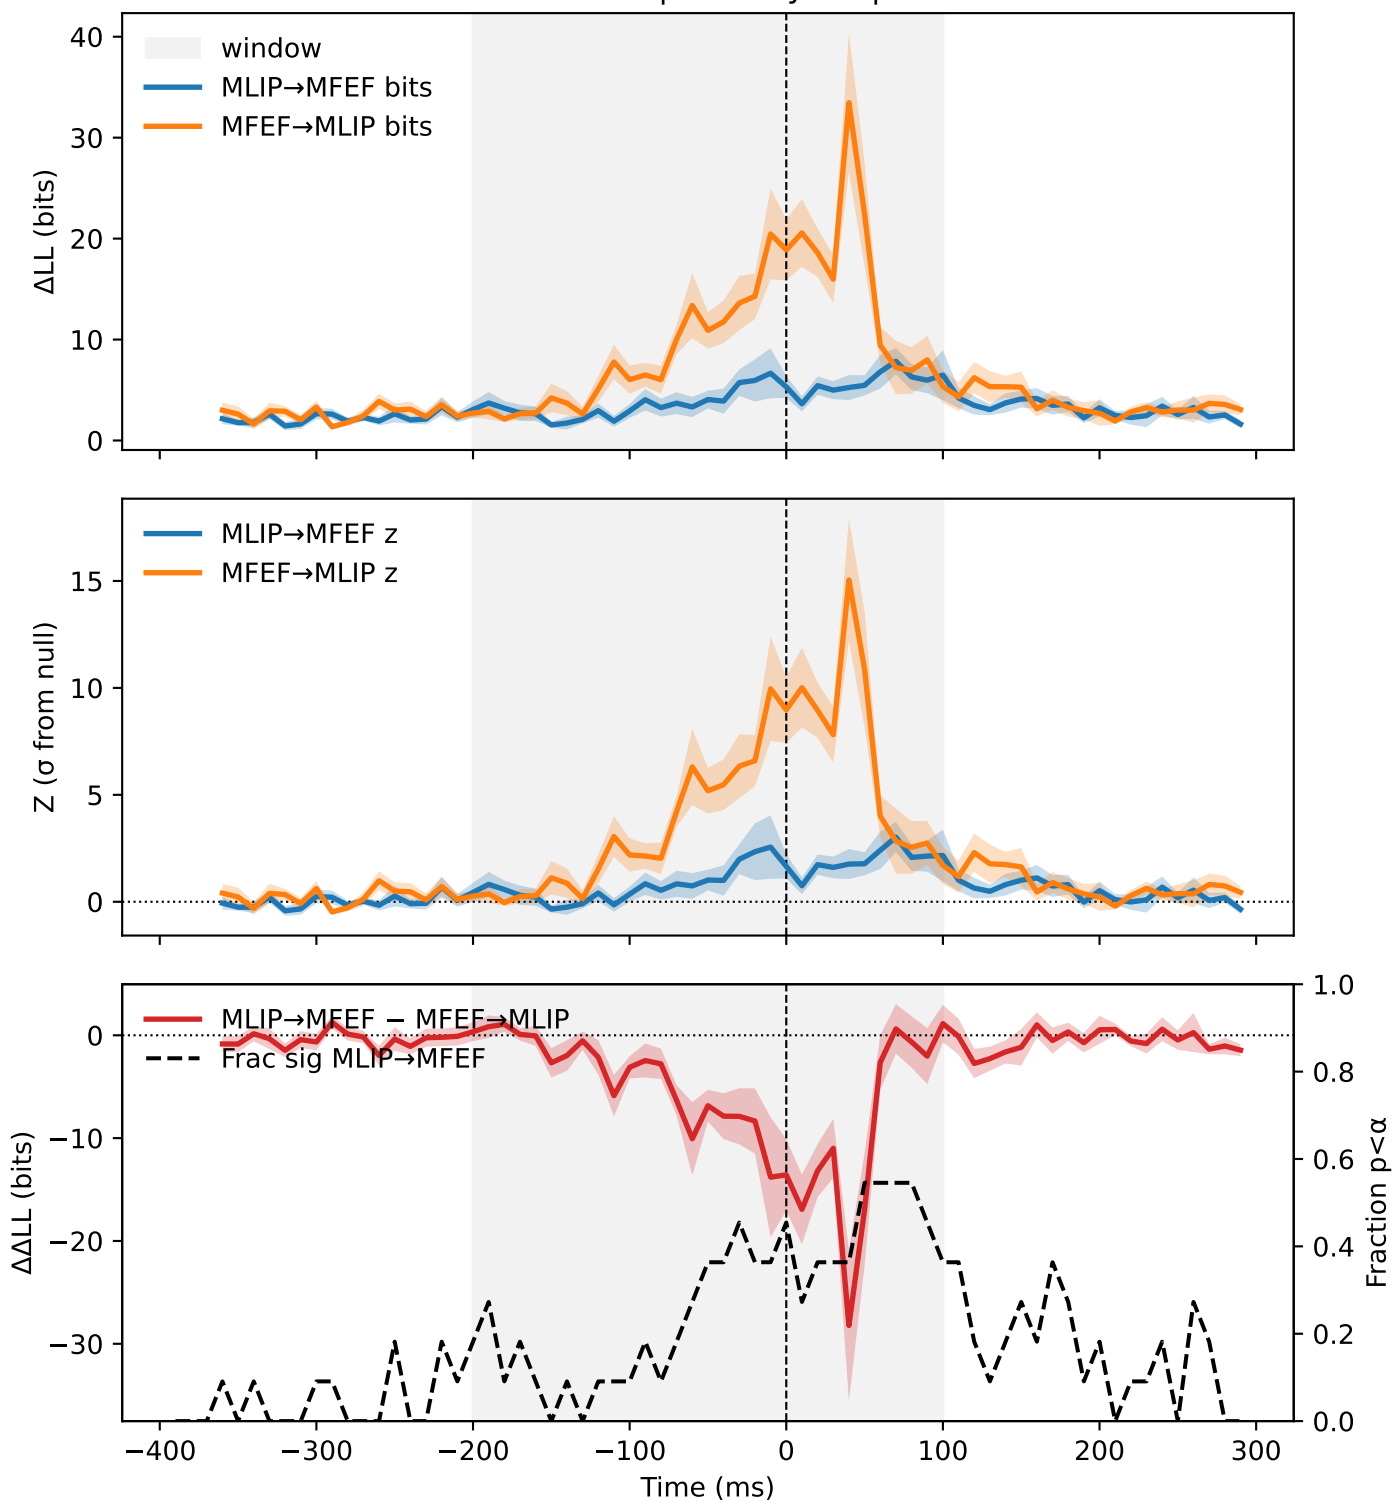 40
30
20
10
0
ΔLL (bits)
window
MLIP→MFEF bits
MFEF→MLIP bits
15
10
5
0
Z (σ from null)
MLIP→MFEF z
MFEF→MLIP z
0
−10
−20
−30
ΔΔLL (bits)
MLIP→MFEF − MFEF→MLIP
Frac sig MLIP→MFEF
1.0
0.8
0.6
0.4
0.2
0.0
Fraction p<α
−400 −300 −200 −100 0 100 200 300
Time (ms)